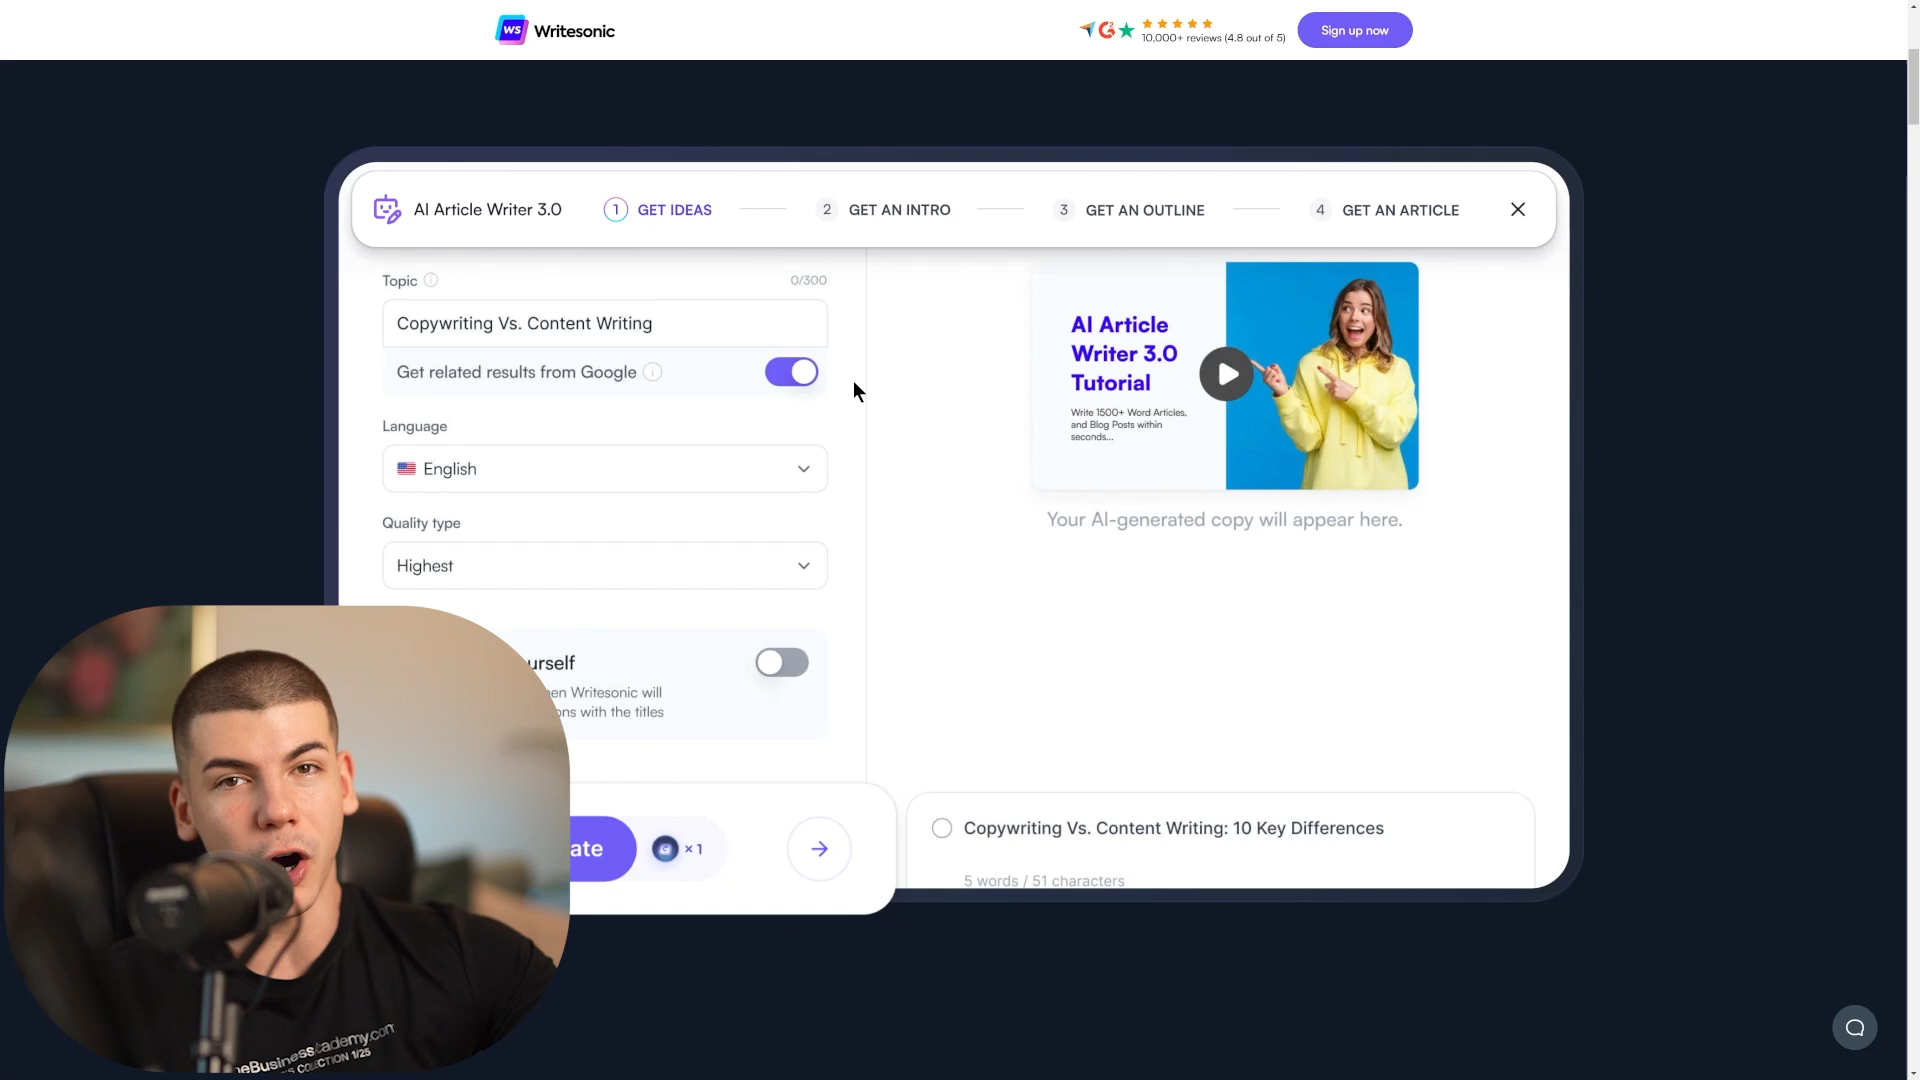 WS Writesonic
10,000+ reviews (4.8 out of 5)
Sign up now
AI Article Writer 3.0
1 GET IDEAS
2 GET AN INTRO
3 GET AN OUTLINE
4 GET AN ARTICLE
Topic
0/300
Copywriting Vs. Content Writing
Get related results from Google
Language
English
Quality type
Highest
urself
en Writesonic will
ons with the titles
ate
G × 1
AI Article
Writer 3.0
Tutorial
Write 1500+ Word Articles,
and Blog Posts within
seconds...
Your AI-generated copy will appear here.
Copywriting Vs. Content Writing: 10 Key Differences
5 words / 51 characters
1/25